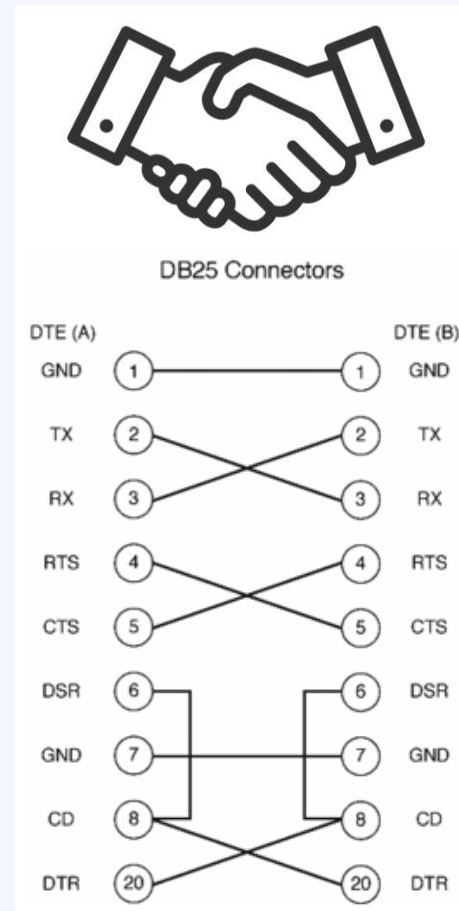 DB25 Connectors
DTE (A) DTE (B)
GND 1 1 GND
TX 2 2 TX
RX 3 3 RX
RTS 4 4 RTS
CTS 5 5 CTS
DSR 6 6 DSR
GND 7 7 GND
CD 8 8 CD
DTR 20 20 DTR